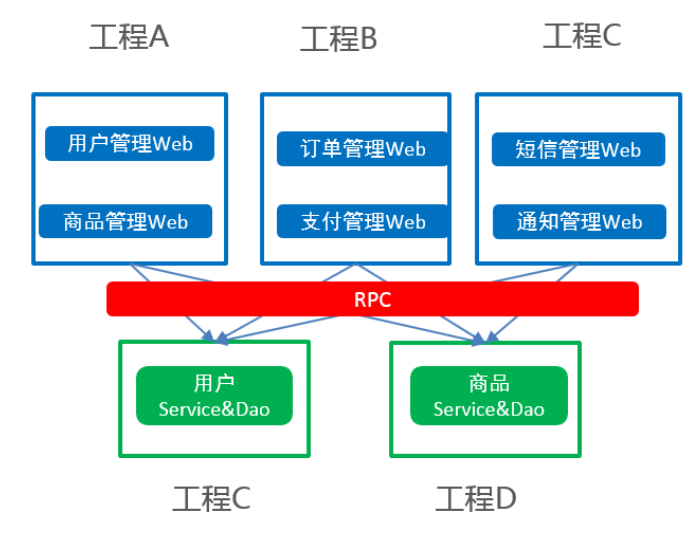 工程A
工程B
工程C
用户管理Web
商品管理Web
订单管理Web
支付管理Web
短信管理Web
通知管理Web
RPC
用户
Service&Dao
商品
Service&Dao
工程C
工程D